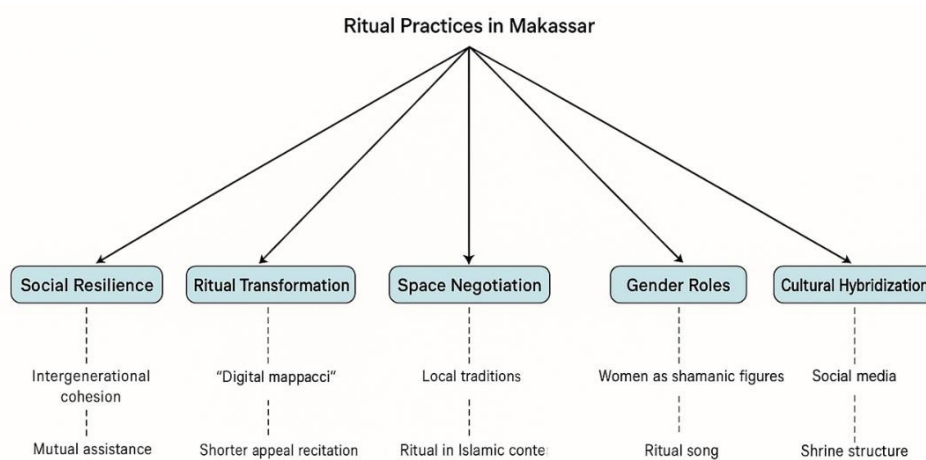 Ritual Practices in Makassar
Social Resilience
Ritual Transformation
Space Negotiation
Gender Roles
Cultural Hybridization
Intergenerational
cohesion
"Digital mappacci"
Local traditions
Women as shamanic figures
Social media
Mutual assistance
Shorter appeal recitation
Ritual in Islamic conte
Ritual song
Shrine structure